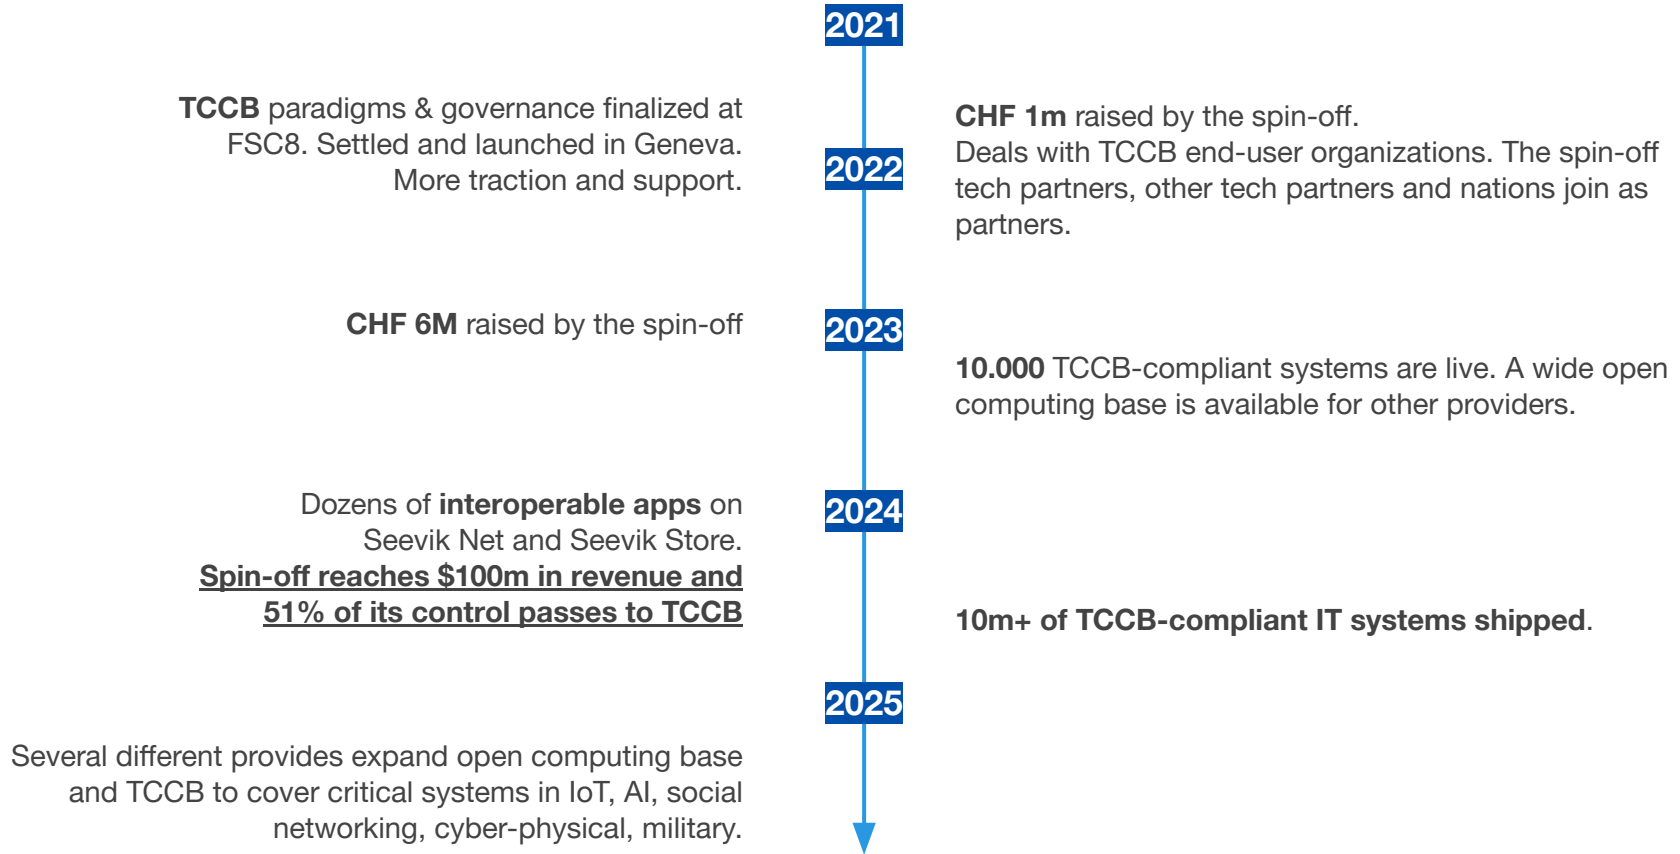 2021
TCCB paradigms & governance finalized at
FSC8. Settled and launched in Geneva.
More traction and support.
CHF 1m raised by the spin-off.
Deals with TCCB end-user organizations. The spin-off
tech partners, other tech partners and nations join as
partners.
2022
CHF 6M raised by the spin-off
2023
10.000 TCCB-compliant systems are live. A wide open
computing base is available for other providers.
2024
Dozens of interoperable apps on
Seevik Net and Seevik Store.
Spin-off reaches $100m in revenue and
51% of its control passes to TCCB
10m+ of TCCB-compliant IT systems shipped.
2025
Several different provides expand open computing base
and TCCB to cover critical systems in IoT, AI, social
networking, cyber-physical, military.